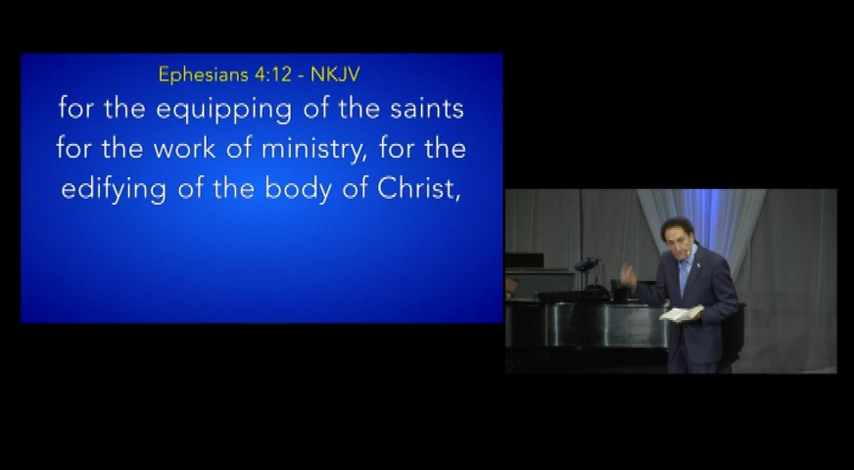 Ephesians 4:12 - NKJV
for the equipping of the saints
for the work of ministry, for the
edifying of the body of Christ,